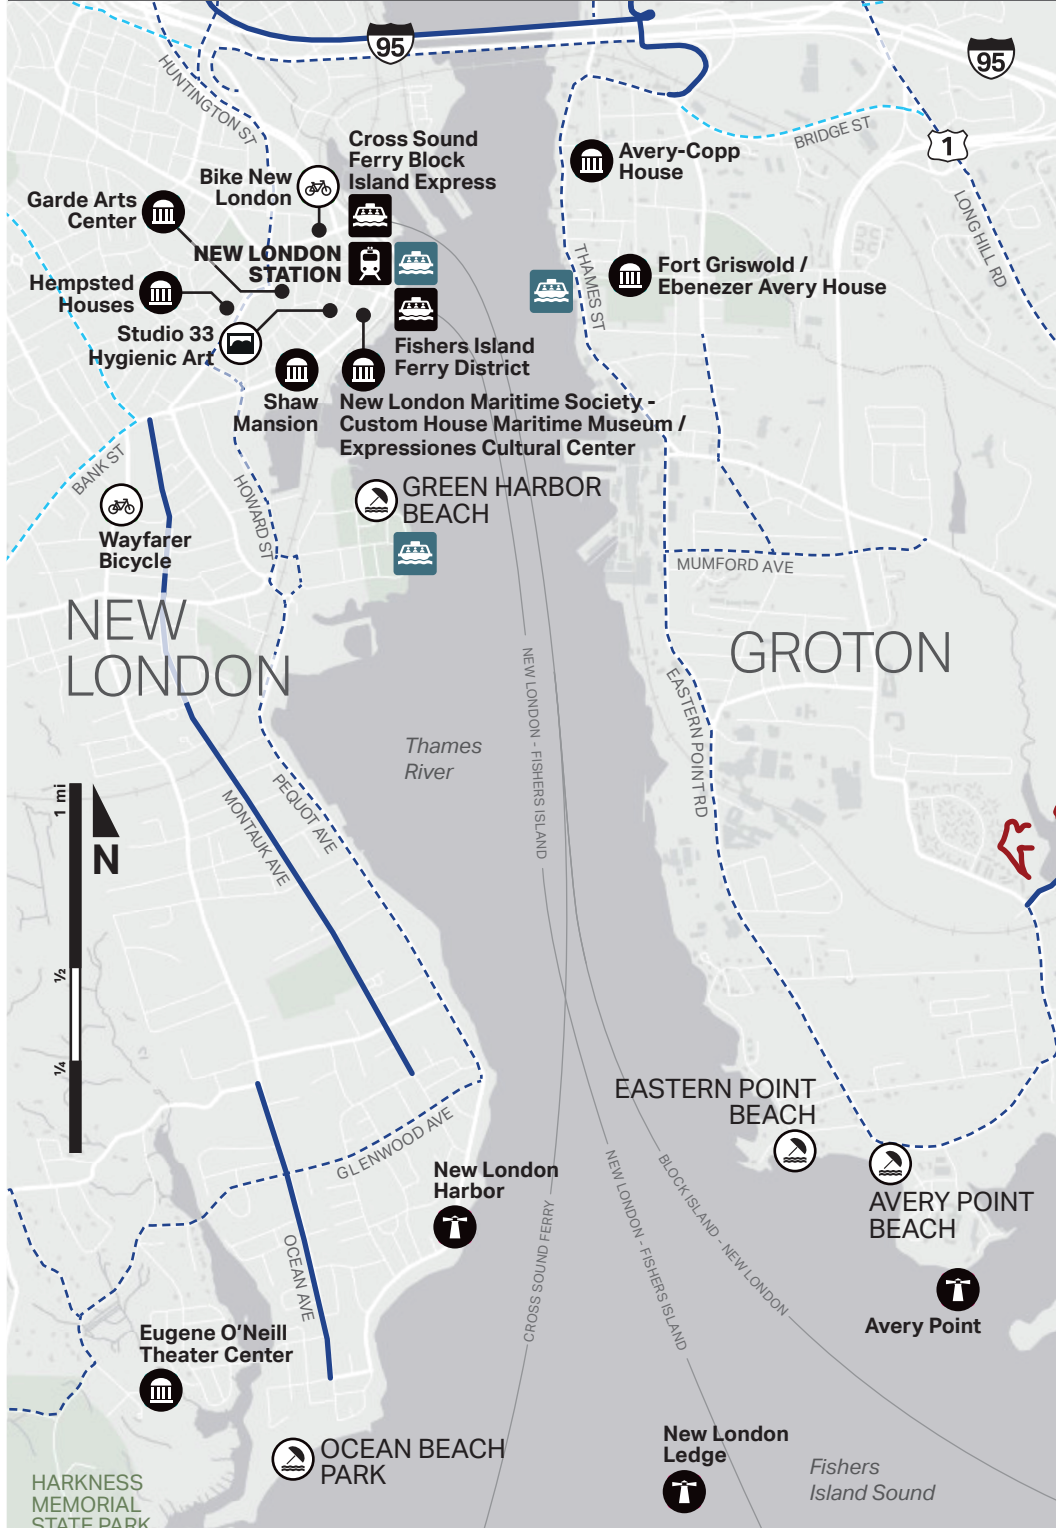 95
95
HUNTINGTON ST
BRIDGE ST
1
LONG HILL RD
Cross Sound
Ferry Block
Island Express
Bike New
London
Garde Arts
Center
NEW LONDON
STATION
Hempsted
Houses
Studio 33
Hygienic Art
Avery-Copp
House
THAMES ST
Fort Griswold /
Ebenezer Avery House
Fishers Island
Ferry District
Shaw
Mansion
New London Maritime Society -
Custom House Maritime Museum /
Expressiones Cultural Center
BANK ST
HOWARD ST
GREEN HARBOR
BEACH
Wayfarer
Bicycle
MUMFORD AVE
NEW
LONDON
GROTON
NEW LONDON - FISHERS ISLAND
EASTERN POINT RD
Thames
River
1 mi
N
½
¼
PEQUOT AVE
MONTAUK AVE
EASTERN POINT
BEACH
GLENWOOD AVE
New London
Harbor
AVERY POINT
BEACH
CROSS SOUND FERRY
NEW LONDON - FISHERS ISLAND
BLOCK ISLAND - NEW LONDON
OCEAN AVE
Avery Point
Eugene O’Neill
Theater Center
OCEAN BEACH
PARK
New London
Ledge
Fishers
Island Sound
HARKNESS
MEMORIAL
STATE PARK